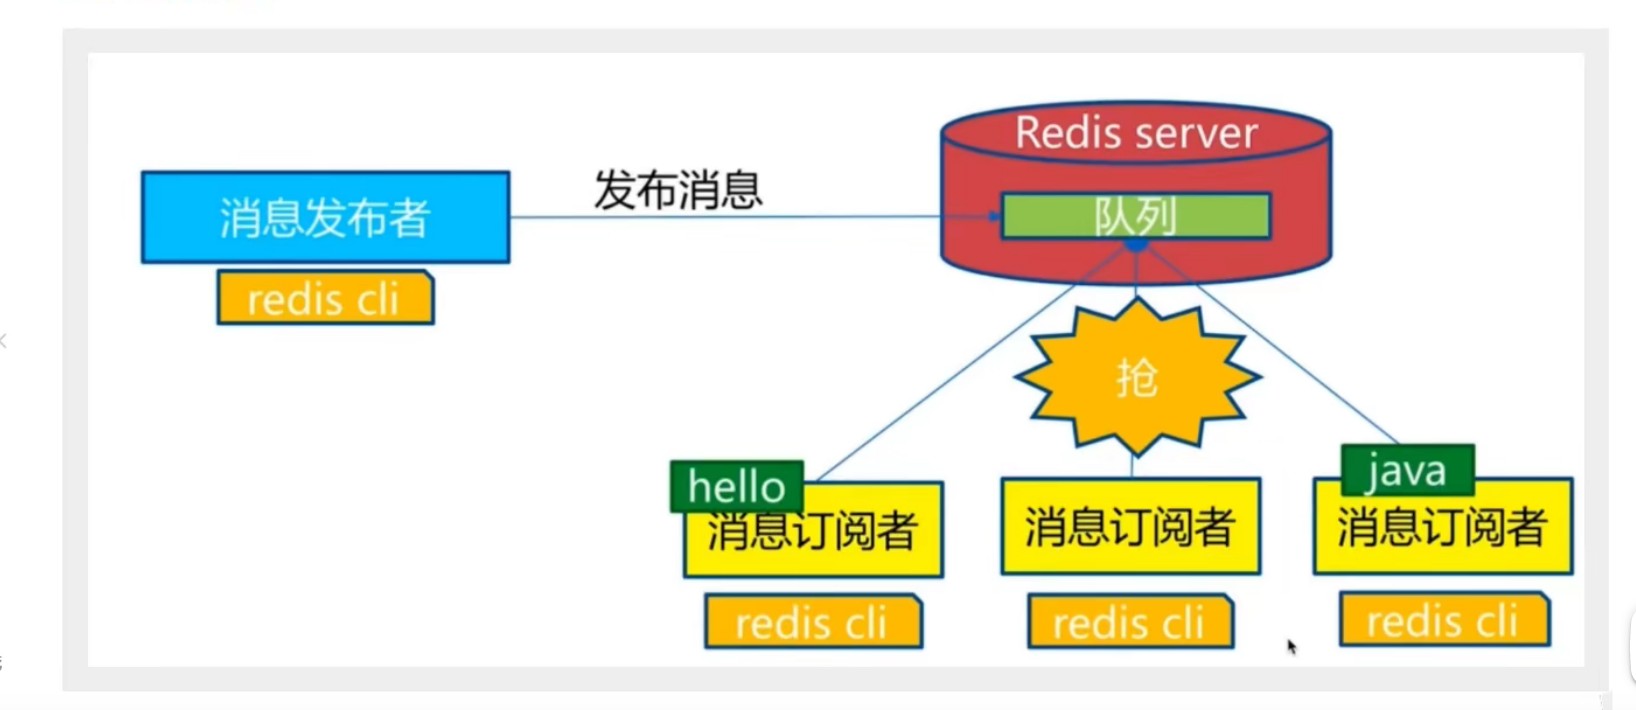 Redis server
发布消息
消息发布者
队列
redis cli
抢
hello
java
消息订阅者
消息订阅者
消息订阅者
redis cli
redis cli
redis cli